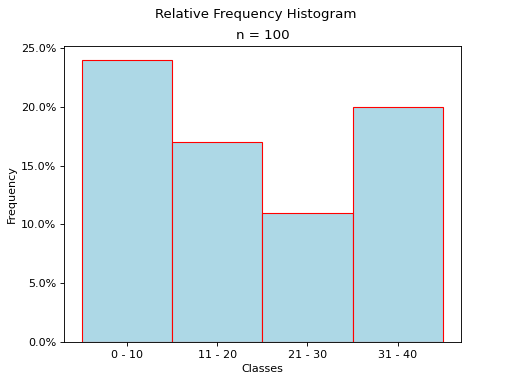 Relative Frequency Histogram
n = 100
25.0%
20.0%
15.0%
10.0%
5.0%
0.0%
Frequency
0 - 10 11 - 20 21 - 30 31 - 40
Classes